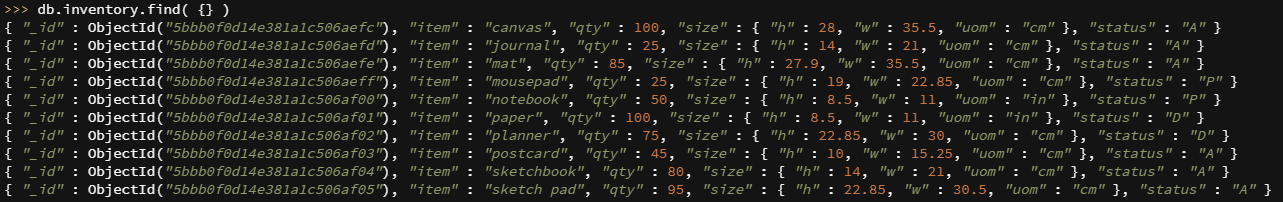 >>> db.inventory.find( {} )
{ "_id" : ObjectId("5bbb0f0d14e381a1c506aefc"), "item" : "canvas", "qty" : 100, "size" : { "h" : 28, "w" : 35.5, "uom" : "cm" }, "status" : "A" }
{ "_id" : ObjectId("5bbb0f0d14e381a1c506aefd"), "item" : "journal", "qty" : 25, "size" : { "h" : 14, "w" : 21, "uom" : "cm" }, "status" : "A" }
{ "_id" : ObjectId("5bbb0f0d14e381a1c506aefe"), "item" : "mat", "qty" : 85, "size" : { "h" : 27.9, "w" : 35.5, "uom" : "cm" }, "status" : "A" }
{ "_id" : ObjectId("5bbb0f0d14e381a1c506aeff"), "item" : "mousepad", "qty" : 25, "size" : { "h" : 19, "w" : 22.85, "uom" : "cm" }, "status" : "P" }
{ "_id" : ObjectId("5bbb0f0d14e381a1c506af00"), "item" : "notebook", "qty" : 50, "size" : { "h" : 8.5, "w" : 11, "uom" : "in" }, "status" : "P" }
{ "_id" : ObjectId("5bbb0f0d14e381a1c506af01"), "item" : "paper", "qty" : 100, "size" : { "h" : 8.5, "w" : 11, "uom" : "in" }, "status" : "D" }
{ "_id" : ObjectId("5bbb0f0d14e381a1c506af02"), "item" : "planner", "qty" : 75, "size" : { "h" : 22.85, "w" : 30, "uom" : "cm" }, "status" : "D" }
{ "_id" : ObjectId("5bbb0f0d14e381a1c506af03"), "item" : "postcard", "qty" : 45, "size" : { "h" : 10, "w" : 15.25, "uom" : "cm" }, "status" : "A" }
{ "_id" : ObjectId("5bbb0f0d14e381a1c506af04"), "item" : "sketchbook", "qty" : 80, "size" : { "h" : 14, "w" : 21, "uom" : "cm" }, "status" : "A" }
{ "_id" : ObjectId("5bbb0f0d14e381a1c506af05"), "item" : "sketch pad", "qty" : 95, "size" : { "h" : 22.85, "w" : 30.5, "uom" : "cm" }, "status" : "A" }